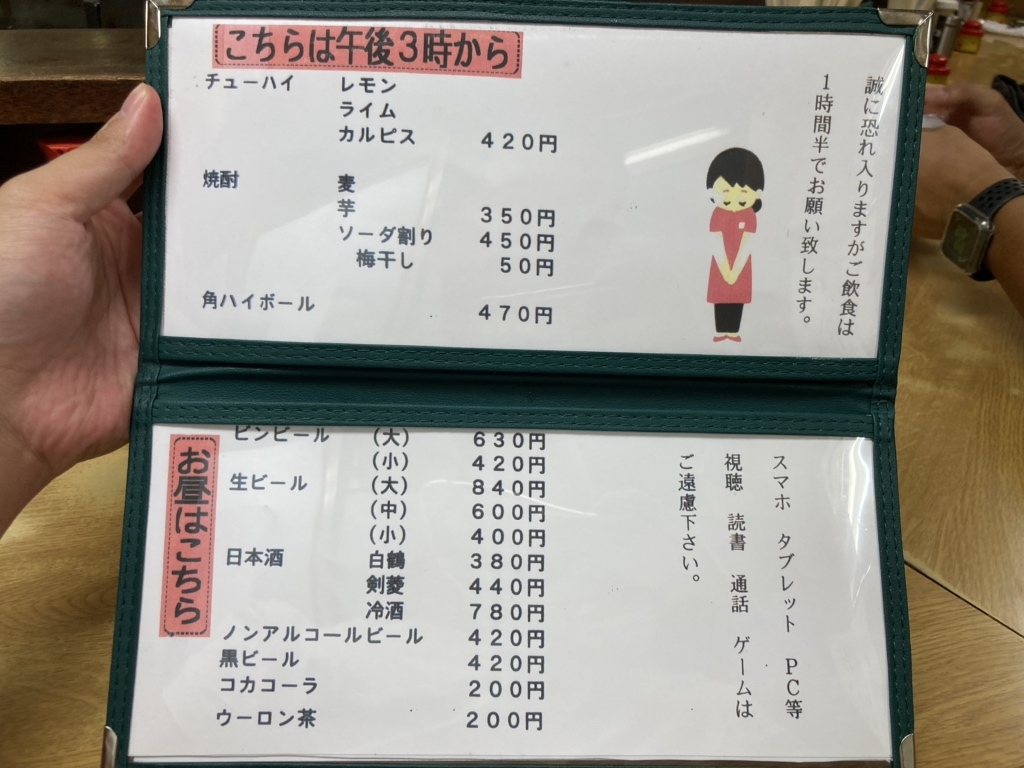 こちらは午後3時から
チューハイ レモン
ライム
カルピス 420円
焼酎 麦
芋 350円
ソーダ割り 450円
梅干し 50円
角ハイボール 470円
誠に恐れ入りますがご飲食は
1時間半でお願い致します。
お昼はこちら
ビンビール (大) 630円
(小) 420円
生ビール (大) 840円
(中) 600円
(小) 400円
日本酒 白鶴 380円
剣菱 440円
冷酒 780円
ノンアルコールビール 420円
黒ビール 420円
コカコーラ 200円
ウーロン茶 200円
スマホ タブレット PC等
視聴 読書 通話 ゲームは
ご遠慮下さい。